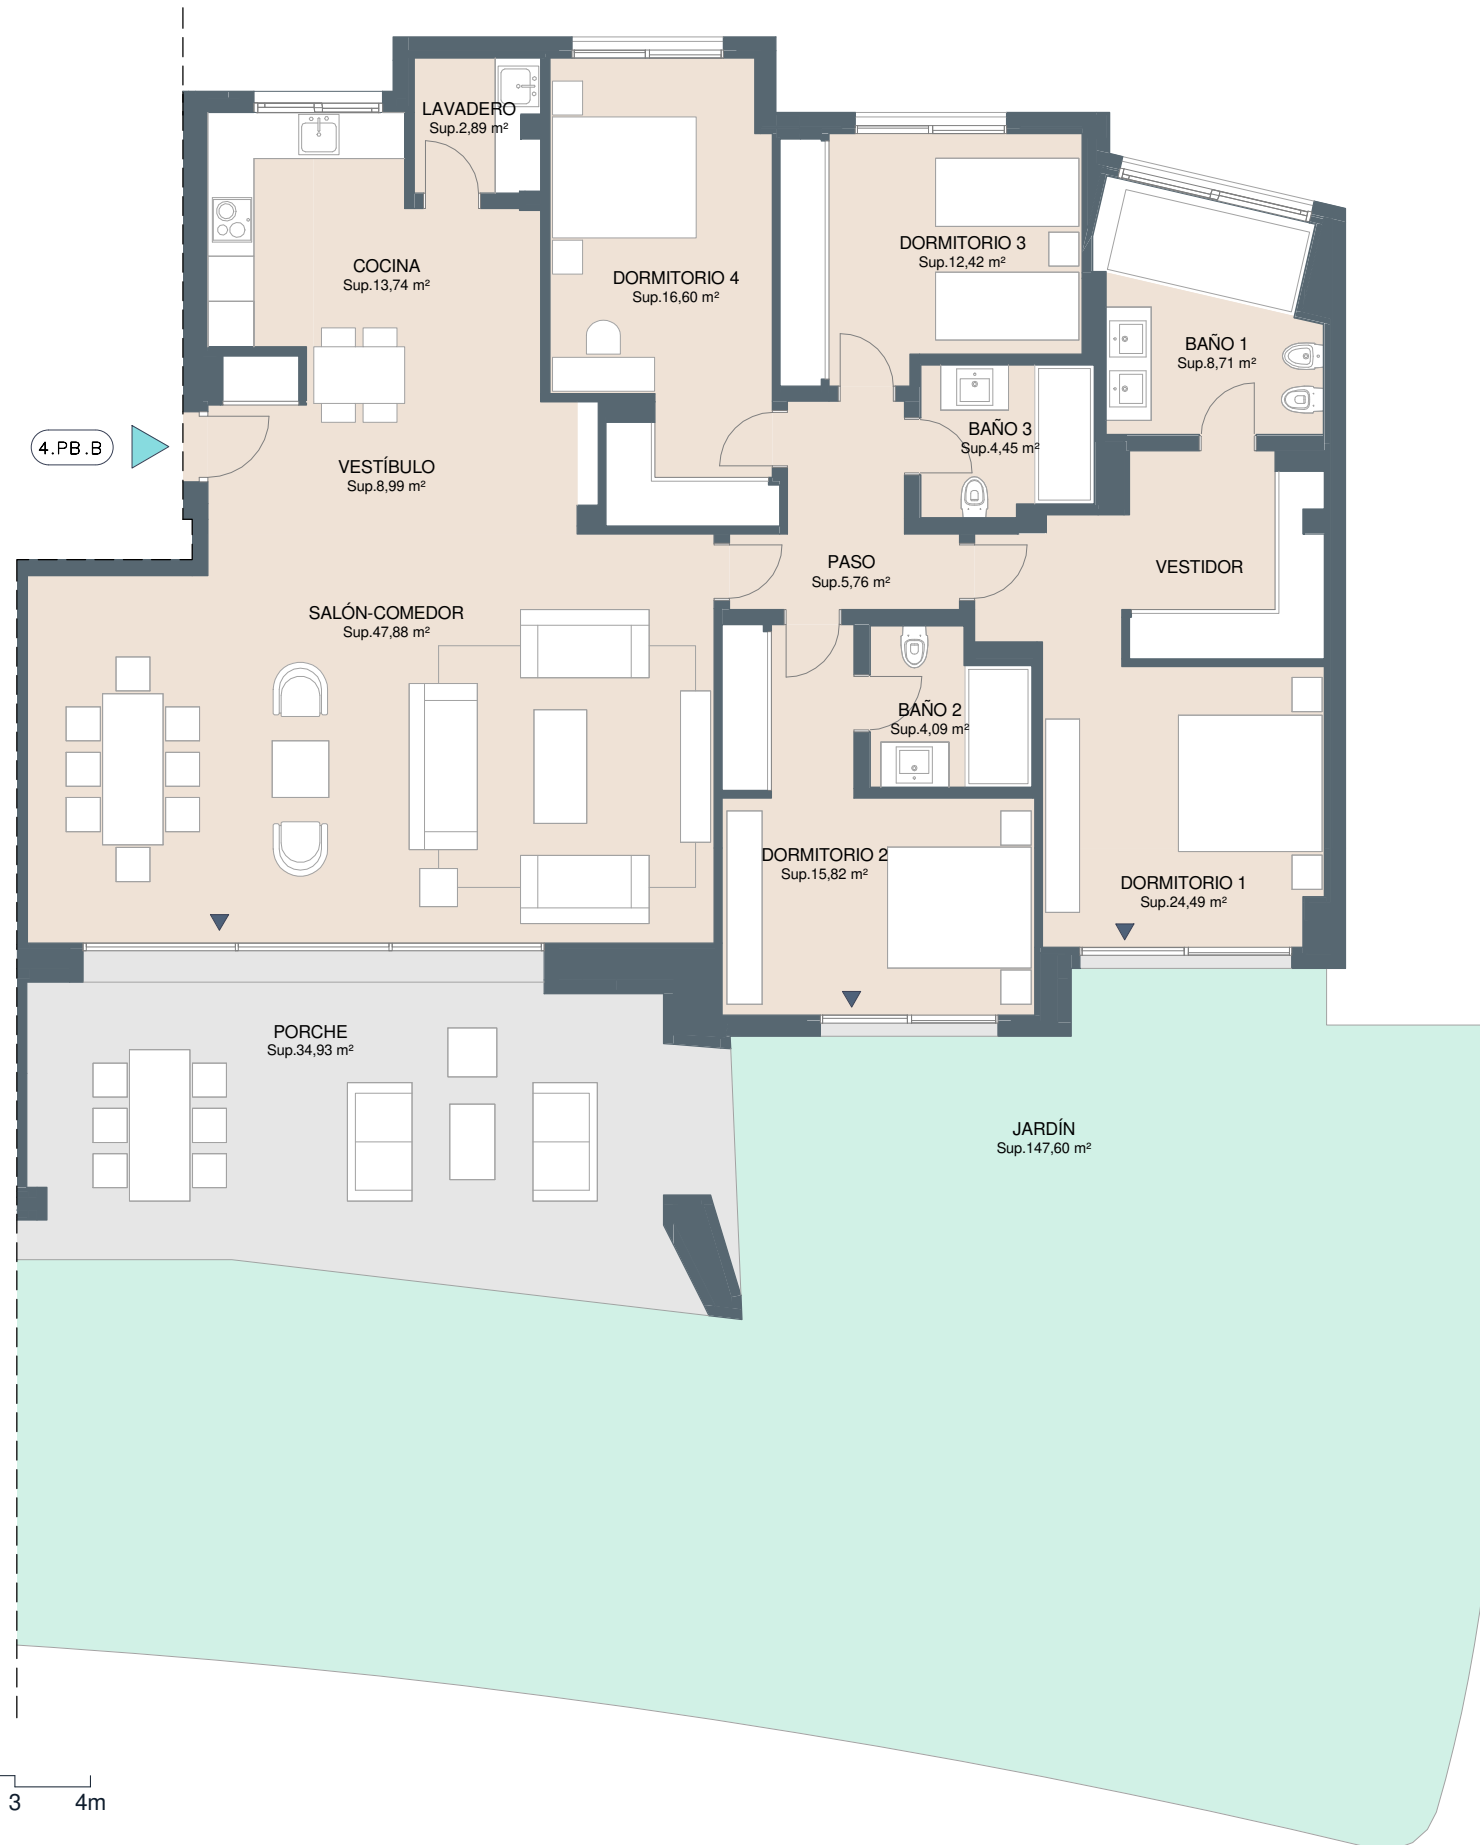 LAVADERO
Sup.2,89 m²
COCINA
Sup.13,74 m²
DORMITORIO 4
Sup.16,60 m²
DORMITORIO 3
Sup.12,42 m²
BAÑO 1
Sup.8,71 m²
4.PB.B
VESTÍBULO
Sup.8,99 m²
BAÑO 3
Sup.4,45 m²
PASO
Sup.5,76 m²
VESTIDOR
SALÓN-COMEDOR
Sup.47,88 m²
BAÑO 2
Sup.4,09 m²
DORMITORIO 2
Sup.15,82 m²
DORMITORIO 1
Sup.24,49 m²
PORCHE
Sup.34,93 m²
JARDÍN
Sup.147,60 m²
3 4m